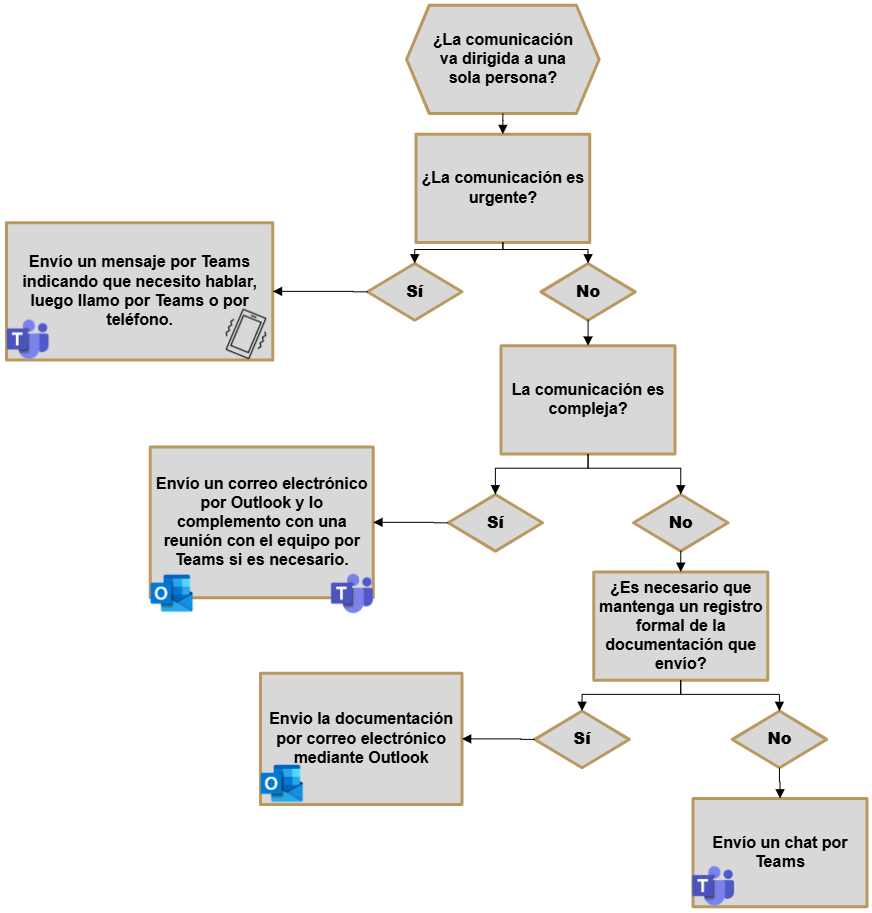 ¿La comunicación
va dirigida a una
sola persona?
¿La comunicación es
urgente?
Sí
No
Envío un mensaje por Teams
indicando que necesito hablar,
luego llamo por Teams o por
teléfono.
T
La comunicación es
compleja?
Sí
No
Envío un correo electrónico
por Outlook y lo
complemento con una
reunión con el equipo por
Teams si es necesario.
O
T
¿Es necesario que
mantenga un registro
formal de la
documentación que
envío?
Sí
No
Envio la documentación
por correo electrónico
mediante Outlook
O
Envío un chat por
Teams
T